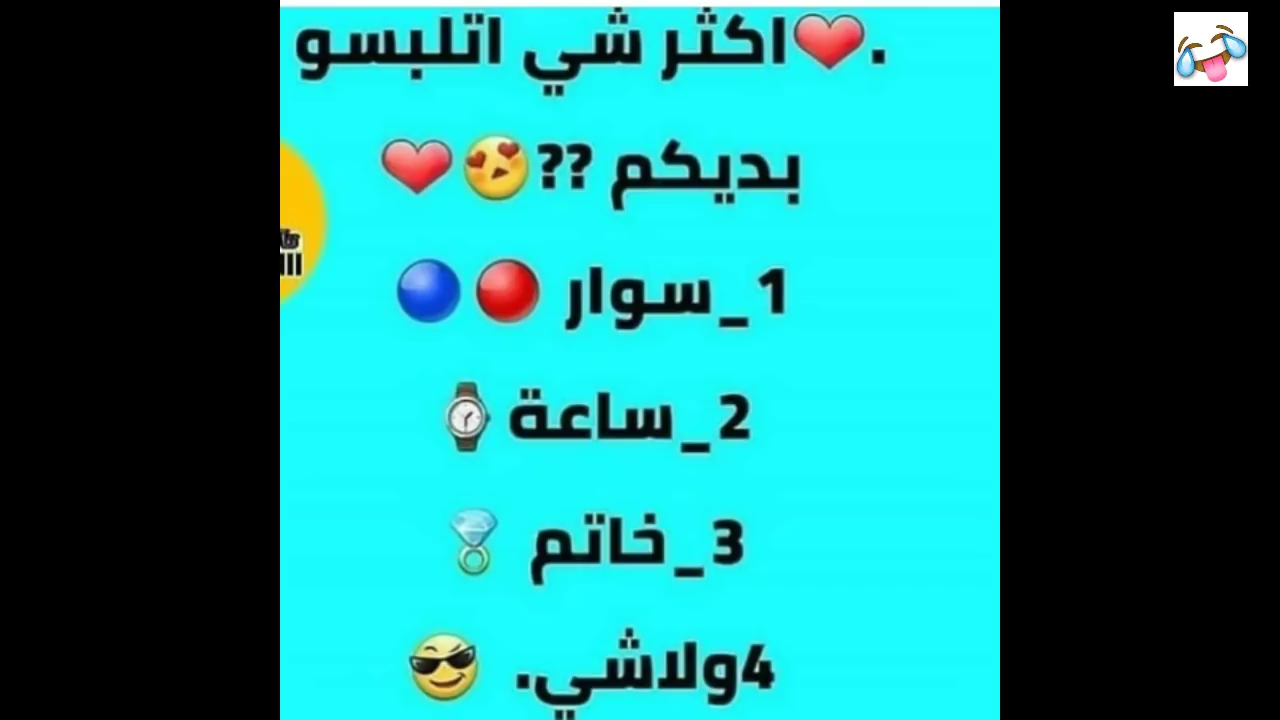 .❤️اكثر شي اتلبسو
بديكم ??😍❤️
1_سوار 🔴🔵
2_ساعة⌚
3_خاتم 💍
4ولاشي. 😎